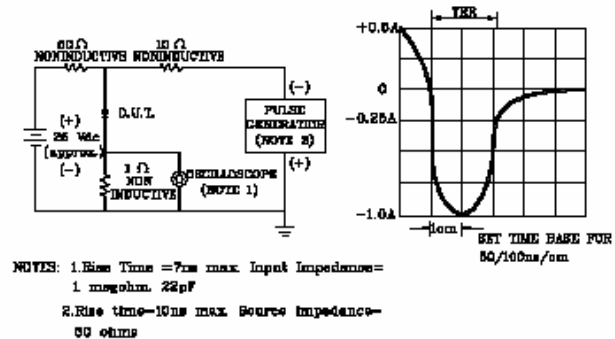 50Ω
NONINDUCTIVE
10Ω
NONINDUCTIVE
(+)
25 Vdc
(approx.)
(−)
D.U.T.
1 Ω
NON
INDUCTIVE
OSCILLOSCOPE
(NOTE 1)
(−)
PULSE
GENERATOR
(NOTE 2)
(+)
TRR
+0.5A
0
-0.25A
-1.0A
1cm
SET TIME BASE FOR
50/100ns/cm
NOTES: 1.Rise Time =7ns max. Input Impedance=
1 megohm. 22pF
2.Rise time-10ns max. Source Impedance-
50 ohms